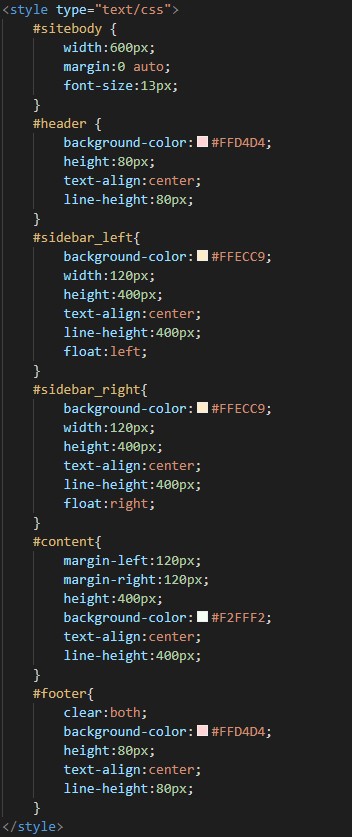 <style type="text/css">
    #sitebody {
        width:600px;
        margin:0 auto;
        font-size:13px;
    }
    #header {
        background-color:#FFD4D4;
        height:80px;
        text-align:center;
        line-height:80px;
    }
    #sidebar_left{
        background-color:#FFECC9;
        width:120px;
        height:400px;
        text-align:center;
        line-height:400px;
        float:left;
    }
    #sidebar_right{
        background-color:#FFECC9;
        width:120px;
        height:400px;
        text-align:center;
        line-height:400px;
        float:right;
    }
    #content{
        margin-left:120px;
        margin-right:120px;
        height:400px;
        background-color:#F2FFF2;
        text-align:center;
        line-height:400px;
    }
    #footer{
        clear:both;
        background-color:#FFD4D4;
        height:80px;
        text-align:center;
        line-height:80px;
    }
</style>